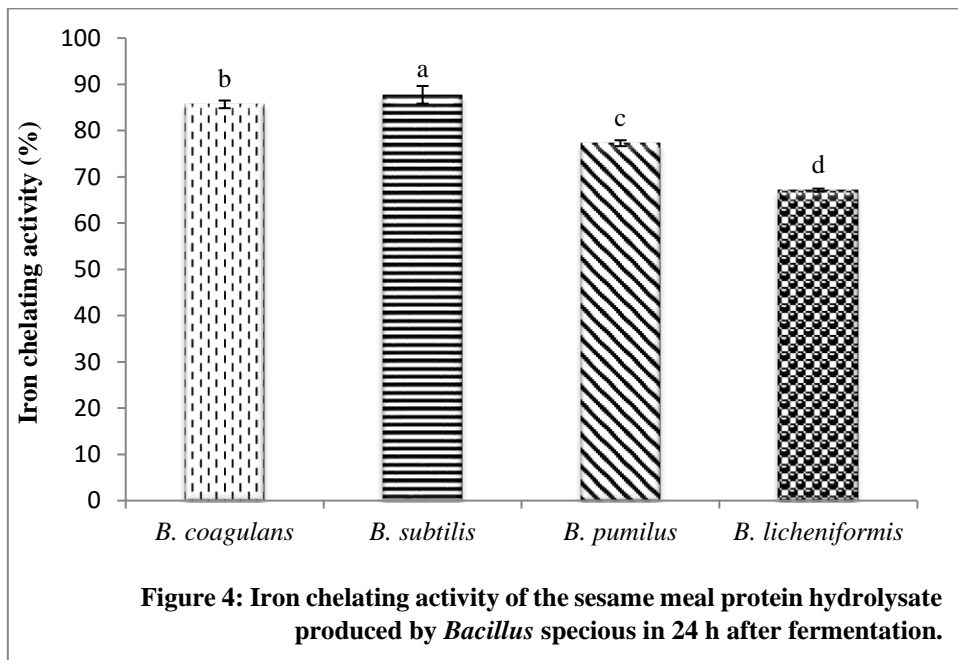 100
90
80
70
60
50
40
30
20
10
0
Iron chelating activity (%)
b
a
c
d
B. coagulans
B. subtilis
B. pumilus
B. licheniformis
Figure 4: Iron chelating activity of the sesame meal protein hydrolysate
produced by Bacillus specious in 24 h after fermentation.